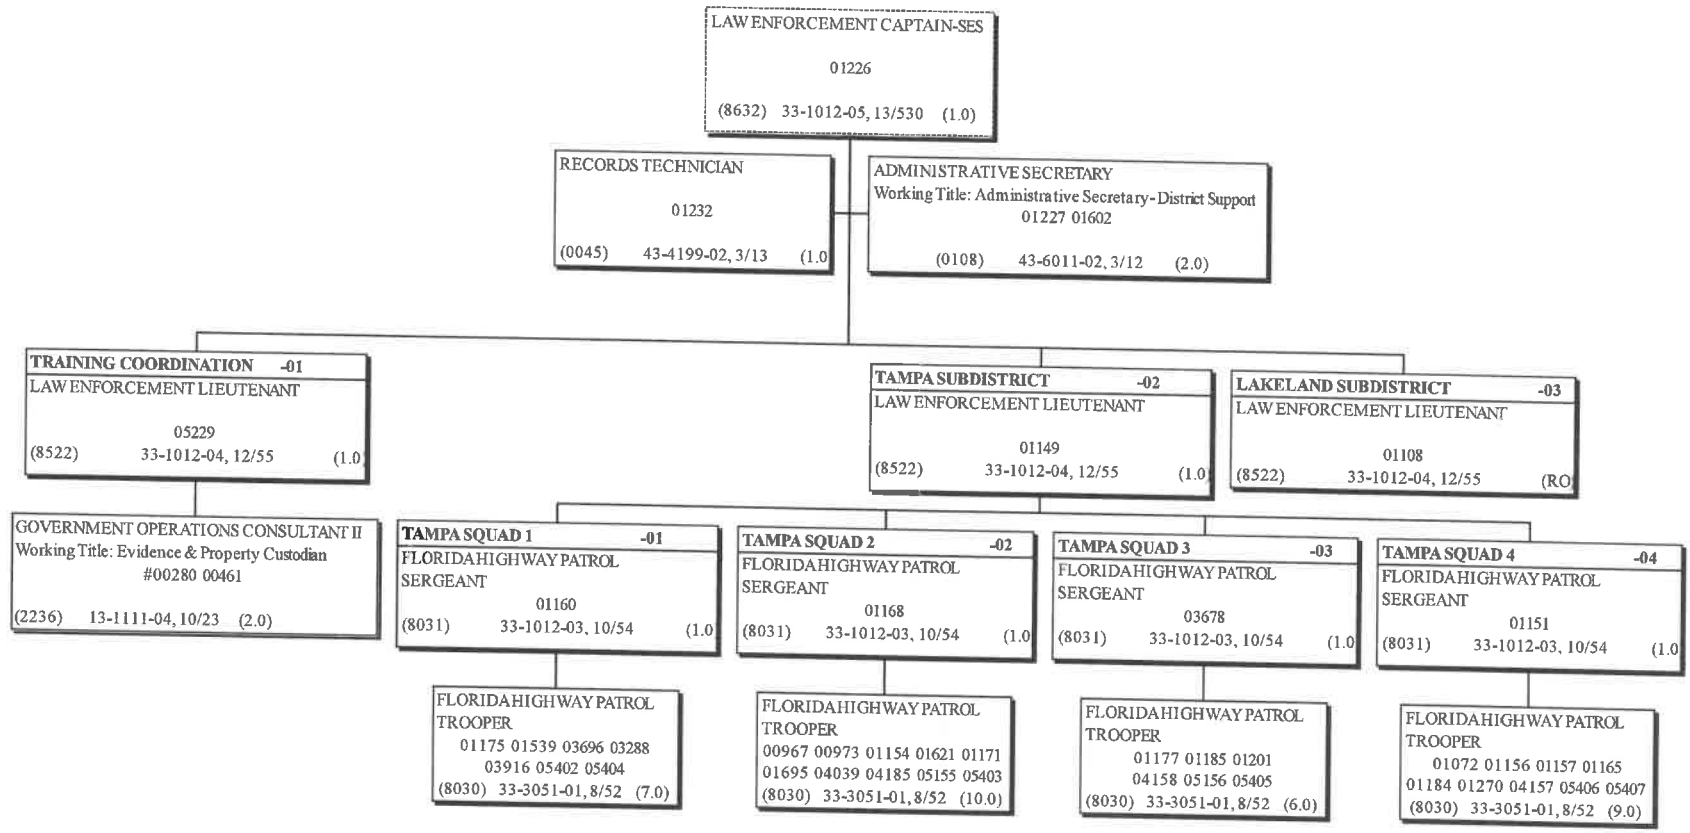 LAW ENFORCEMENT CAPTAIN-SES
01226
(8632) 33-1012-05, 13/530 (1.0)
RECORDS TECHNICIAN
01232
(0045) 43-4199-02, 3/13 (1.0
ADMINISTRATIVE SECRETARY
Working Title: Administrative Secretary-District Support
01227 01602
(0108) 43-6011-02, 3/12 (2.0)
TRAINING COORDINATION -01
LAW ENFORCEMENT LIEUTENANT
05229
(8522) 33-1012-04, 12/55 (1.0
TAMPA SUBDISTRICT -02
LAW ENFORCEMENT LIEUTENANT
01149
(8522) 33-1012-04, 12/55 (1.0
LAKELAND SUBDISTRICT -03
LAW ENFORCEMENT LIEUTENANT
01108
(8522) 33-1012-04, 12/55 (RO
GOVERNMENT OPERATIONS CONSULTANT II
Working Title: Evidence & Property Custodian
#00280 00461
(2236) 13-1111-04, 10/23 (2.0)
TAMPA SQUAD 1 -01
FLORIDA HIGHWAY PATROL
SERGEANT
01160
(8031) 33-1012-03, 10/54 (1.0
TAMPA SQUAD 2 -02
FLORIDA HIGHWAY PATROL
SERGEANT
01168
(8031) 33-1012-03, 10/54 (1.0
TAMPA SQUAD 3 -03
FLORIDA HIGHWAY PATROL
SERGEANT
03678
(8031) 33-1012-03, 10/54 (1.0
TAMPA SQUAD 4 -04
FLORIDA HIGHWAY PATROL
SERGEANT
01151
(8031) 33-1012-03, 10/54 (1.0
FLORIDA HIGHWAY PATROL
TROOPER
01175 01539 03696 03288
03916 05402 05404
(8030) 33-3051-01, 8/52 (7.0)
FLORIDA HIGHWAY PATROL
TROOPER
00967 00973 01154 01621 01171
01695 04039 04185 05155 05403
(8030) 33-3051-01, 8/52 (10.0)
FLORIDA HIGHWAY PATROL
TROOPER
01177 01185 01201
04158 05156 05405
(8030) 33-3051-01, 8/52 (6.0)
FLORIDA HIGHWAY PATROL
TROOPER
01072 01156 01157 01165
01184 01270 04157 05406 05407
(8030) 33-3051-01, 8/52 (9.0)